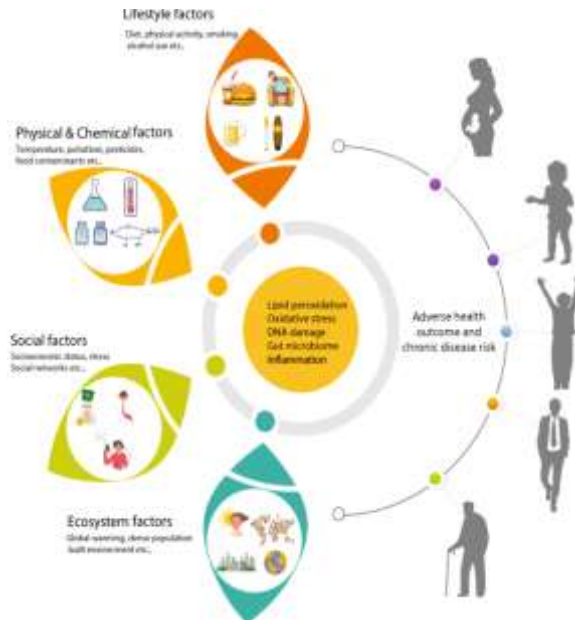 Lifestyle factors
Diet, physical activity, smoking,
alcohol use etc.,
Physical & Chemical factors
Temperature, pollution, pesticides,
food contaminants etc.,
Social factors
Socioeconomic status, stress
Social networks etc.,
Ecosystem factors
Global warming, dense population
built environment etc.,
Lipid peroxidation
Oxidative stress
DNA damage
Gut microbiome
Inflammation
Adverse health
outcome and
chronic disease risk